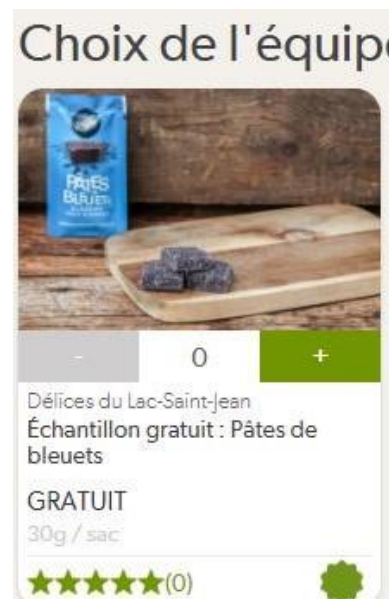 Choix de l'équipe
PÂTES
DE
BLEUETS
- 0 +
Délices du Lac-Saint-Jean
Échantillon gratuit : Pâtes de
bleuets
GRATUIT
30g / sac
(0)